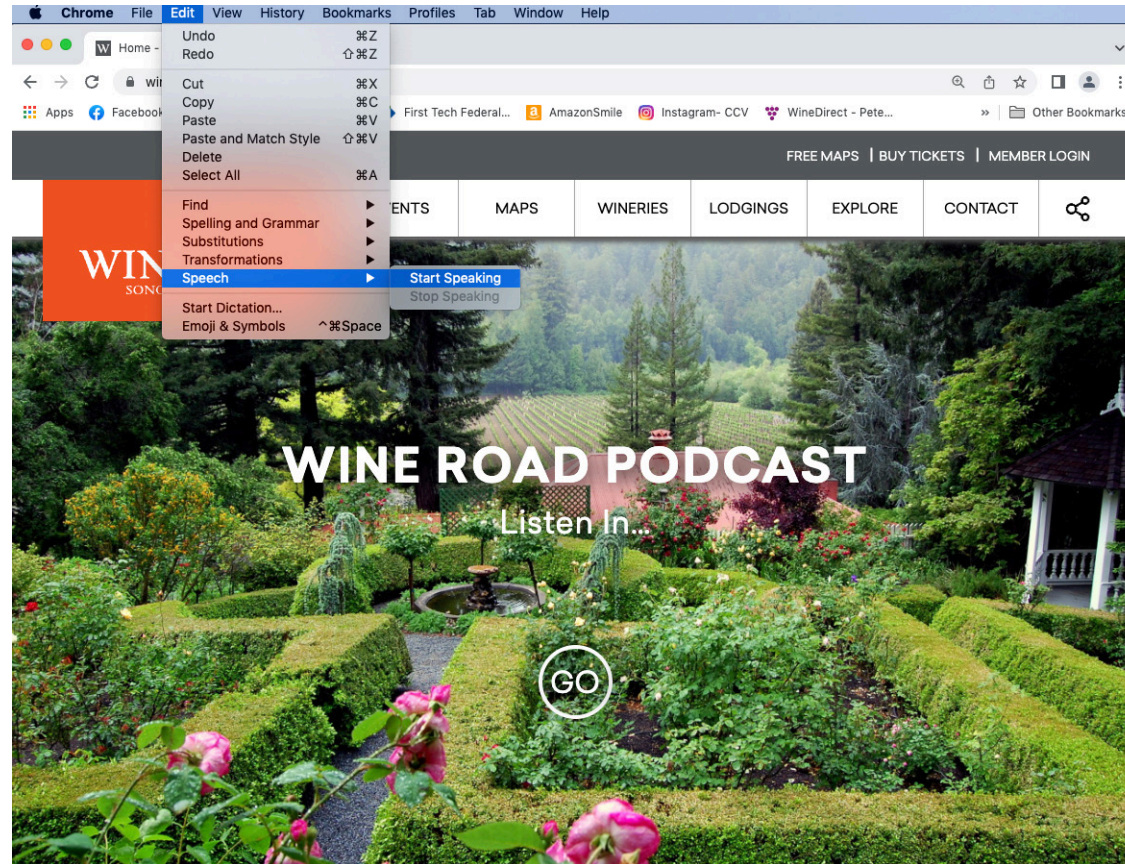 Chrome File Edit View History Bookmarks Profiles Tab Window Help
Home -
Apps Facebook First Tech Federal... AmazonSmile Instagram- CCV WineDirect - Pete... » Other Bookmarks
Undo ⌘Z
Redo ⇧⌘Z
Cut ⌘X
Copy ⌘C
Paste ⌘V
Paste and Match Style ⇧⌘V
Delete
Select All ⌘A
Find
Spelling and Grammar
Substitutions
Transformations
Speech
Start Speaking
Stop Speaking
Start Dictation...
Emoji & Symbols ^⌘Space
FREE MAPS | BUY TICKETS | MEMBER LOGIN
MAPS WINERIES LODGINGS EXPLORE CONTACT
WINE ROAD PODCAST
Listen In...
GO